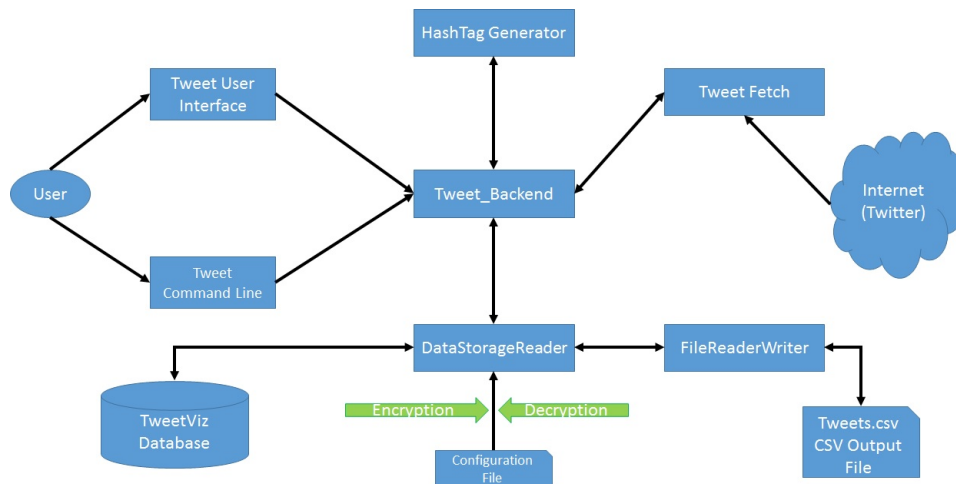 HashTag Generator
Tweet User
Interface
Tweet Fetch
User
Tweet_Backend
Internet
(Twitter)
Tweet
Command Line
DataStorageReader
FileReaderWriter
TweetViz
Database
Encryption
Decryption
Tweets.csv
CSV Output
File
Configuration
File